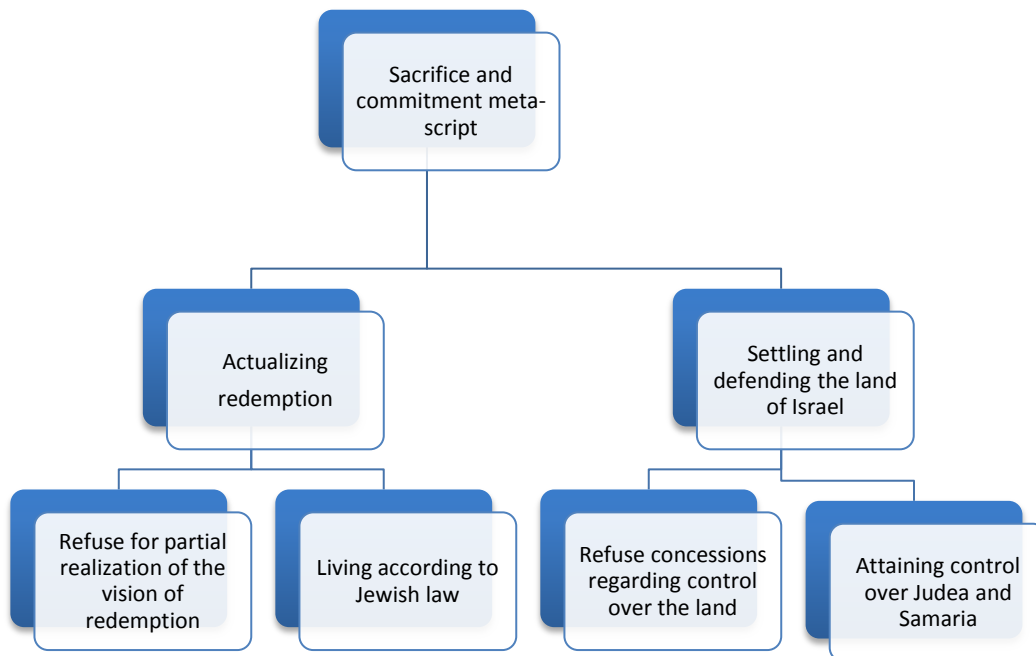 Sacrifice and
commitment meta-
script
Actualizing
redemption
Settling and
defending the land
of Israel
Refuse for partial
realization of the
vision of
redemption
Living according to
Jewish law
Refuse concessions
regarding control
over the land
Attaining control
over Judea and
Samaria